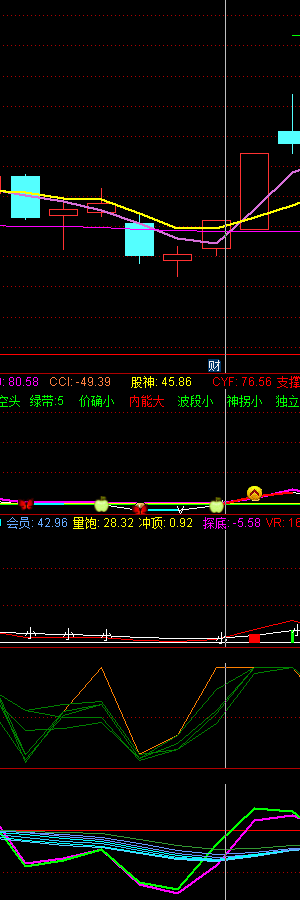 财
: 80.58 CCI: -49.39 股神: 45.86 CYF: 76.56 支撑
空头 绿带:5 价确小 内能大 波段小 神拐小 独立
会员: 42.96 量饱: 28.32 冲顶: 0.92 探底: -5.58 VR: 16
小 小 小 小 小